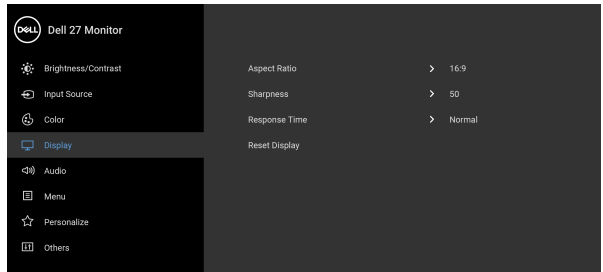 DELL Dell 27 Monitor
Brightness/Contrast Aspect Ratio 16:9
Input Source Sharpness 50
Color Response Time Normal
Display Reset Display
Audio
Menu
Personalize
Others